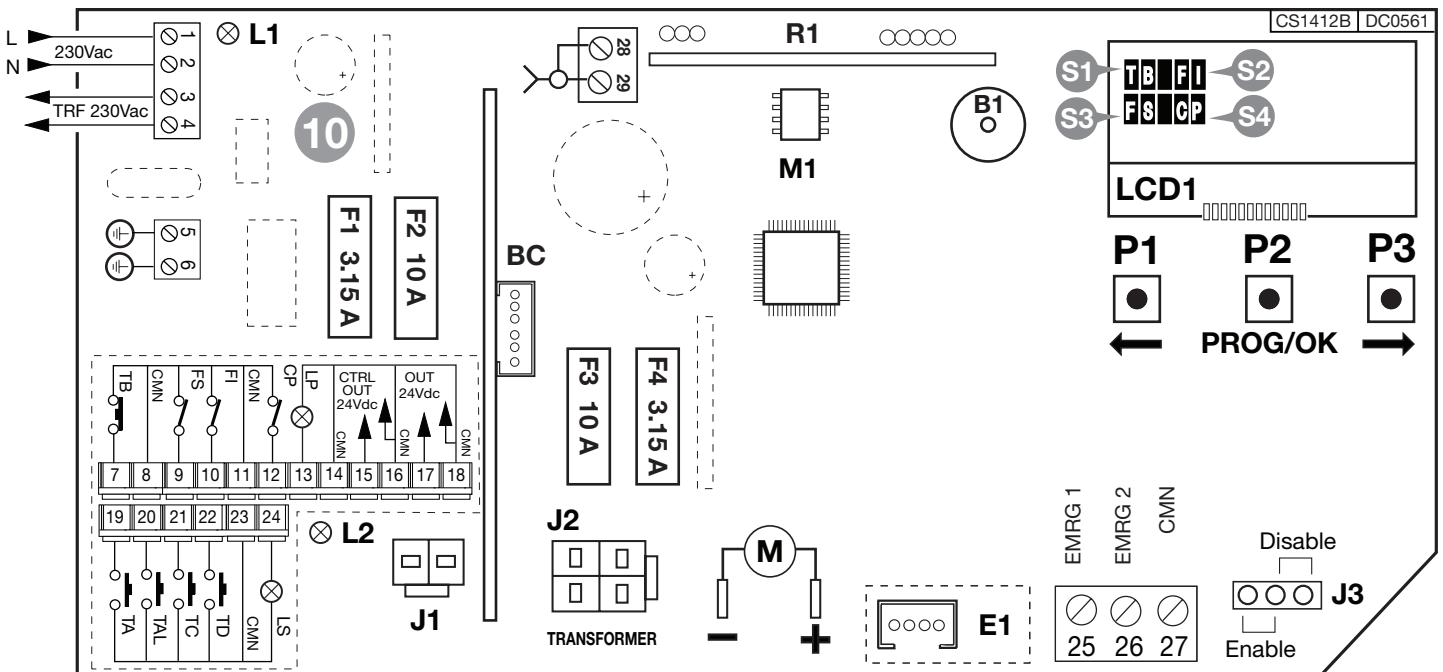 CS1412B DC0561
L 230Vac N
TRF 230Vac
1
2
3
4
L1
10
5
6
F1 3.15 A
F2 10 A
28
29
R1
M1
B1
S1 TB FI S2
S3 FS CP S4
LCD1
P1 P2 P3
PROG/OK
BC
F3 10 A
F4 3.15 A
TB CMN FS FI CMN CP LP CMN CTRL OUT 24Vdc CMN OUT 24Vdc CMN
7 8 9 10 11 12 13 14 15 16 17 18
19 20 21 22 23 24
TA TAL TC TD CMN LS
L2
J1
J2
TRANSFORMER
M
E1
EMRG 1 EMRG 2 CMN
25 26 27
Disable
J3
Enable